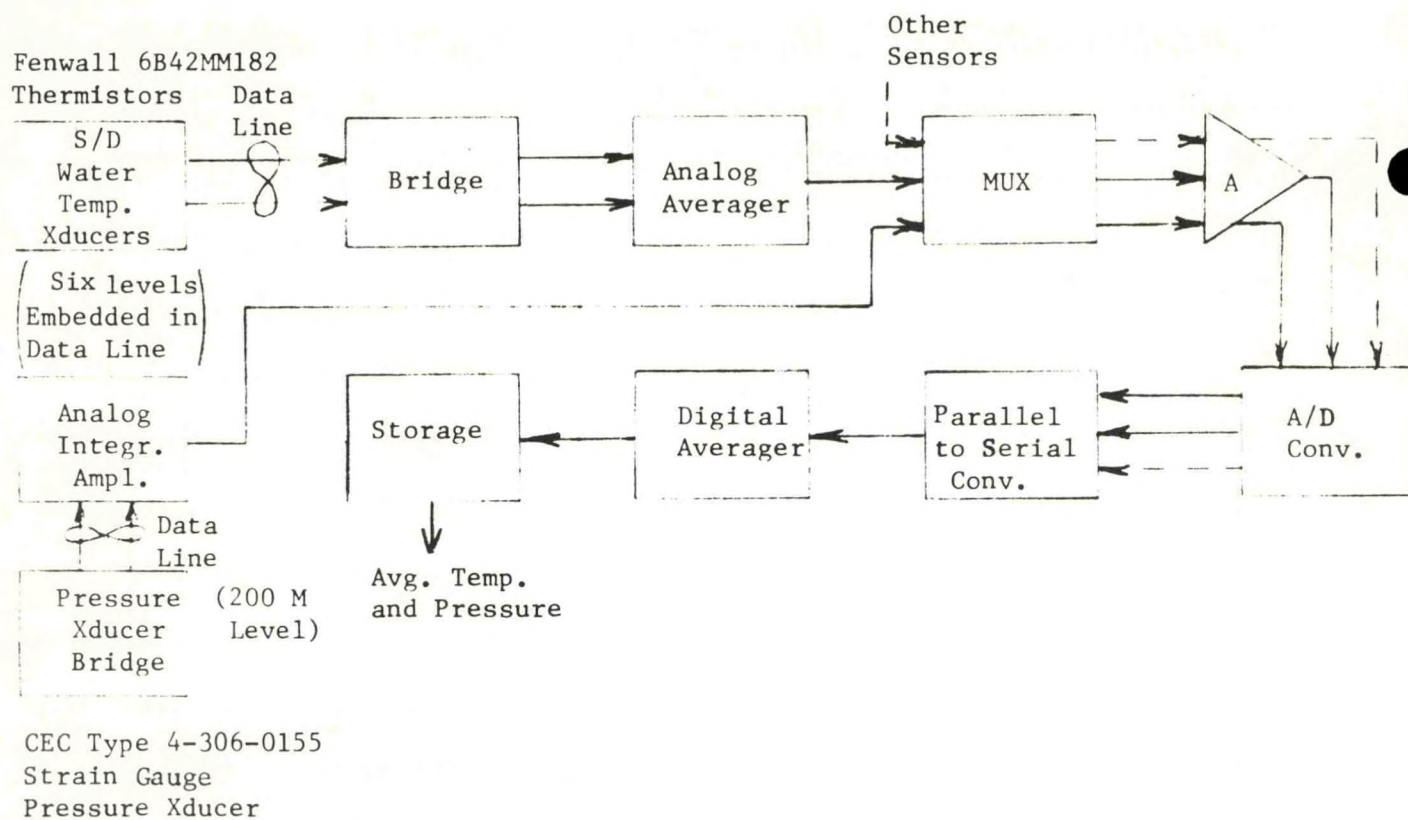 Fenwall 6B42MM182
Thermistors
Data
Line
S/D
Water
Temp.
Xducers
(Six levels
Embedded in
Data Line)
Bridge
Analog
Averager
Other
Sensors
MUX
A
A/D
Conv.
Parallel
to Serial
Conv.
Digital
Averager
Storage
Avg. Temp.
and Pressure
Analog
Integr.
Ampl.
Data
Line
Pressure
Xducer
Bridge
(200 M
Level)
CEC Type 4-306-0155
Strain Gauge
Pressure Xducer